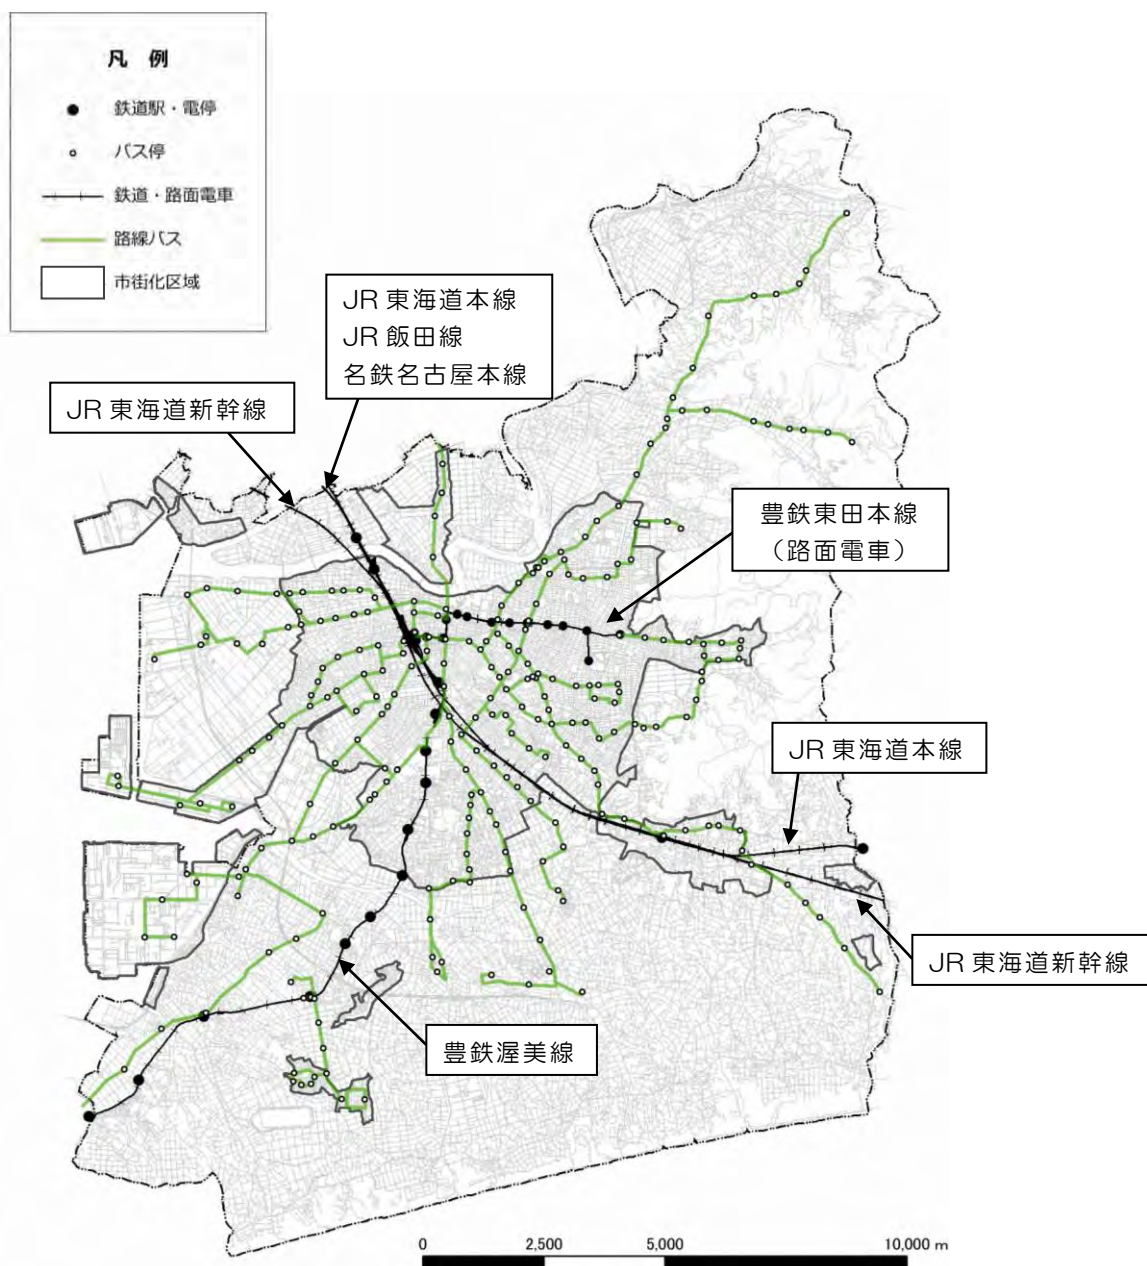 凡 例
鉄道駅・電停
バス停
鉄道・路面電車
路線バス
市街化区域
JR 東海道本線
JR 飯田線
名鉄名古屋本線
JR 東海道新幹線
豊鉄東田本線
（路面電車）
JR 東海道本線
JR 東海道新幹線
豊鉄渥美線
0 2,500 5,000 10,000 m